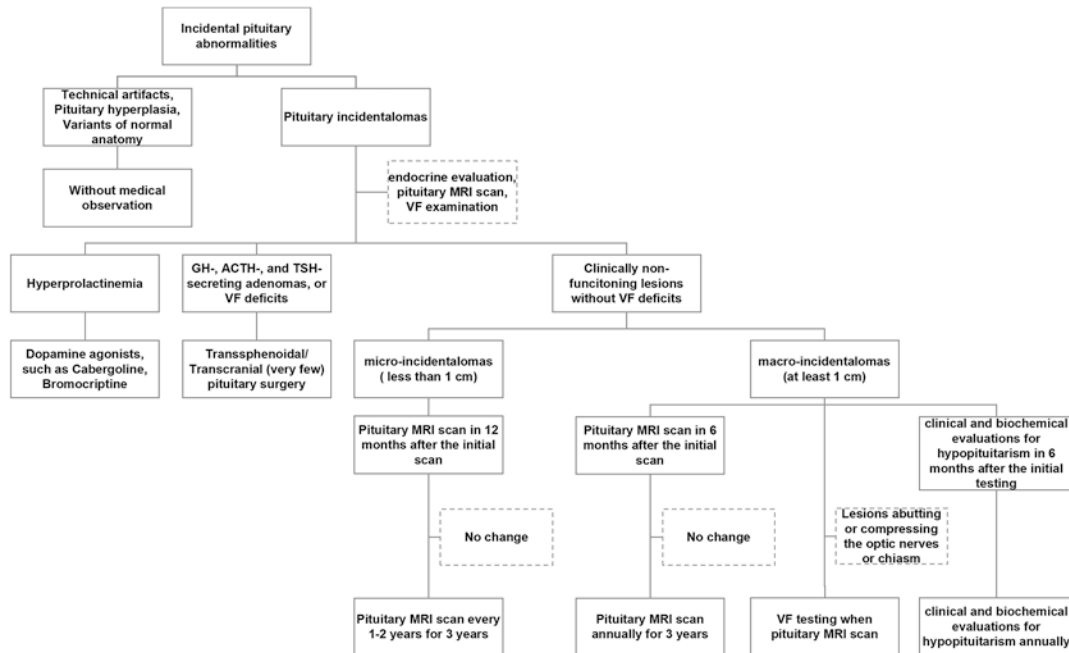 Incidental pituitary
abnormalities
Technical artifacts,
Pituitary hyperplasia,
Variants of normal
anatomy
Pituitary incidentalomas
Without medical
observation
endocrine evaluation,
pituitary MRI scan,
VF examination
Hyperprolactinemia
GH-, ACTH-, and TSH-
secreting adenomas, or
VF deficits
Clinically non-
funcitoning lesions
without VF deficits
Dopamine agonists,
such as Cabergoline,
Bromocriptine
Transsphenoidal/
Transcranial (very few)
pituitary surgery
micro-incidentalomas
( less than 1 cm)
macro-incidentalomas
(at least 1 cm)
Pituitary MRI scan in 12
months after the initial
scan
Pituitary MRI scan in 6
months after the initial
scan
clinical and biochemical
evaluations for
hypopituitarism in 6
months after the initial
testing
No change
No change
Lesions abutting
or compressing
the optic nerves
or chiasm
Pituitary MRI scan every
1-2 years for 3 years
Pituitary MRI scan
annually for 3 years
VF testing when
pituitary MRI scan
clinical and biochemical
evaluations for
hypopituitarism annually